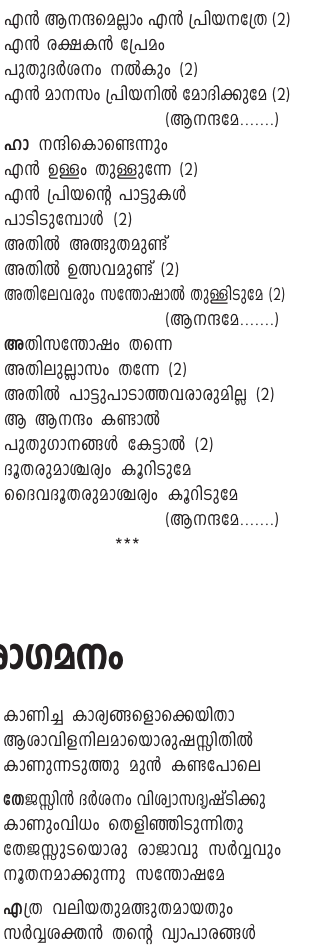 എൻ ആനന്ദമെല്ലാം എൻ പ്രിയനത്രേ (2)
എൻ രക്ഷകൻ പ്രേമം
പുതുദർശനം നൽകും (2)
എൻ മാനസം പ്രിയനിൽ മോദിക്കുമേ (2)
(ആനന്ദമേ.......)
ഹാ നന്ദികൊണ്ടെന്നും
എൻ ഉള്ളം തുള്ളുന്നേ (2)
എൻ പ്രിയന്റെ പാട്ടുകൾ
പാടിടുമ്പോൾ (2)
അതിൽ അത്ഭുതമുണ്ട്
അതിൽ ഉത്സവമുണ്ട് (2)
അതിലേവരും സന്തോഷാൽ തുള്ളിടുമേ (2)
(ആനന്ദമേ.......)
അതിസന്തോഷം തന്നെ
അതിലുല്ലാസം തന്നേ (2)
അതിൽ പാട്ടുപാടാത്തവരാരുമില്ല (2)
ആ ആനന്ദം കണ്ടാൽ
പുതുഗാനങ്ങൾ കേട്ടാൽ (2)
ദൂതരുമാശ്ചര്യം കൂറിടുമേ
ദൈവദൂതരുമാശ്ചര്യം കൂറിടുമേ
(ആനന്ദമേ.......)
***
രാഗമനം
കാണിച്ച കാര്യങ്ങളൊക്കെയിതാ
ആശാവിളനിലമായൊരുഷസ്സിതിൽ
കാണുന്നടുത്തു മുൻ കണ്ടപോലെ
തേജസ്സിൻ ദർശനം വിശ്വാസദൃഷ്ടിക്കു
കാണുംവിധം തെളിഞ്ഞിടുന്നിതു
തേജസ്സുടയൊരു രാജാവു സർവ്വവും
നൂതനമാക്കുന്നു സന്തോഷമേ
എത്ര വലിയതുമത്ഭുതമായതും
സർവ്വശക്തൻ തന്റെ വ്യാപാരങ്ങൾ